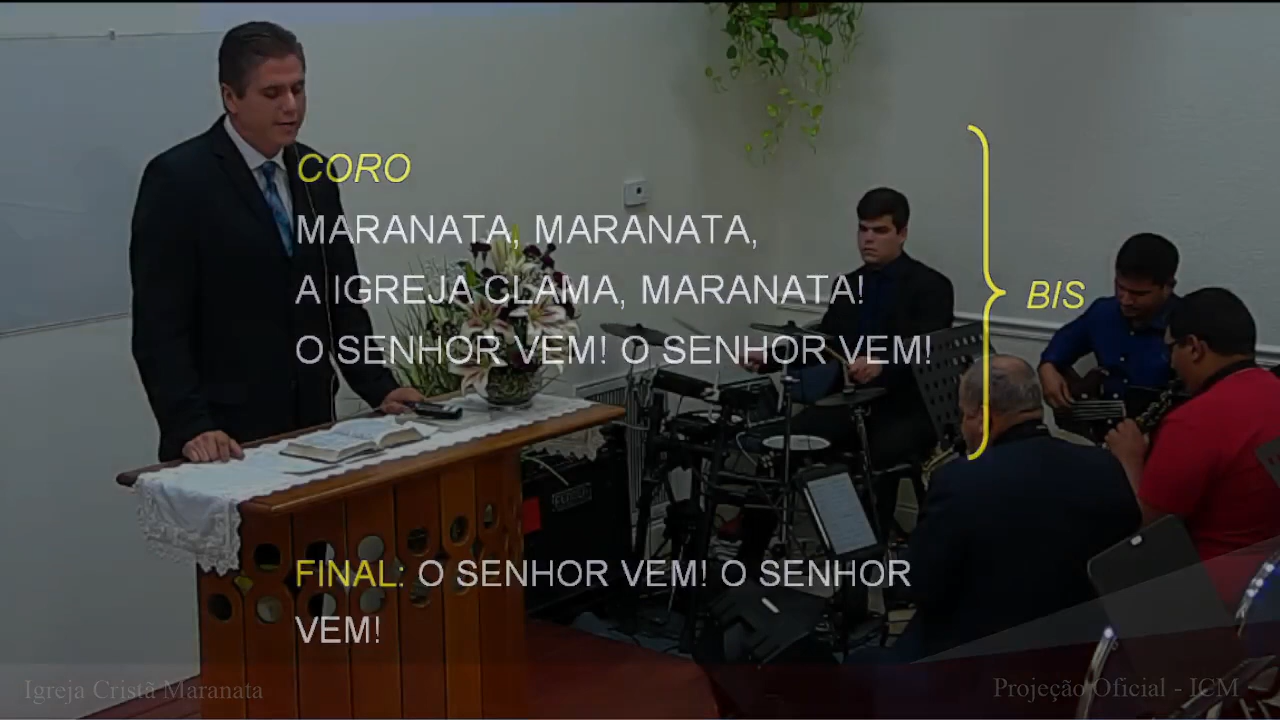 CORO
MARANATA, MARANATA,
A IGREJA CLAMA, MARANATA!
O SENHOR VEM! O SENHOR VEM!
BIS
FINAL: O SENHOR VEM! O SENHOR
VEM!
Igreja Cristã Maranata
Projeção Oficial - ICM